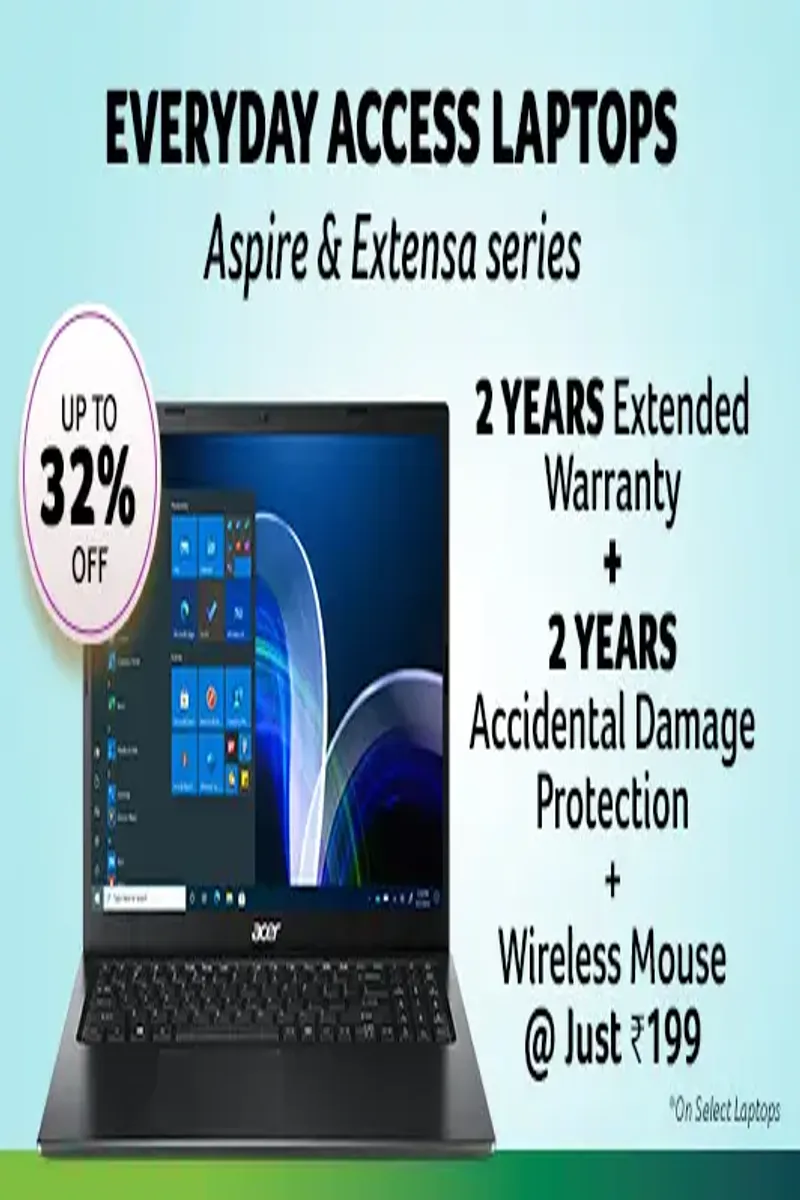 EVERYDAY ACCESS LAPTOPS
Aspire & Extensa series
UP TO
32%
OFF
2 YEARS Extended
Warranty
+
2 YEARS
Accidental Damage
Protection
+
Wireless Mouse
@ Just ₹199
*On Select Laptops
acer